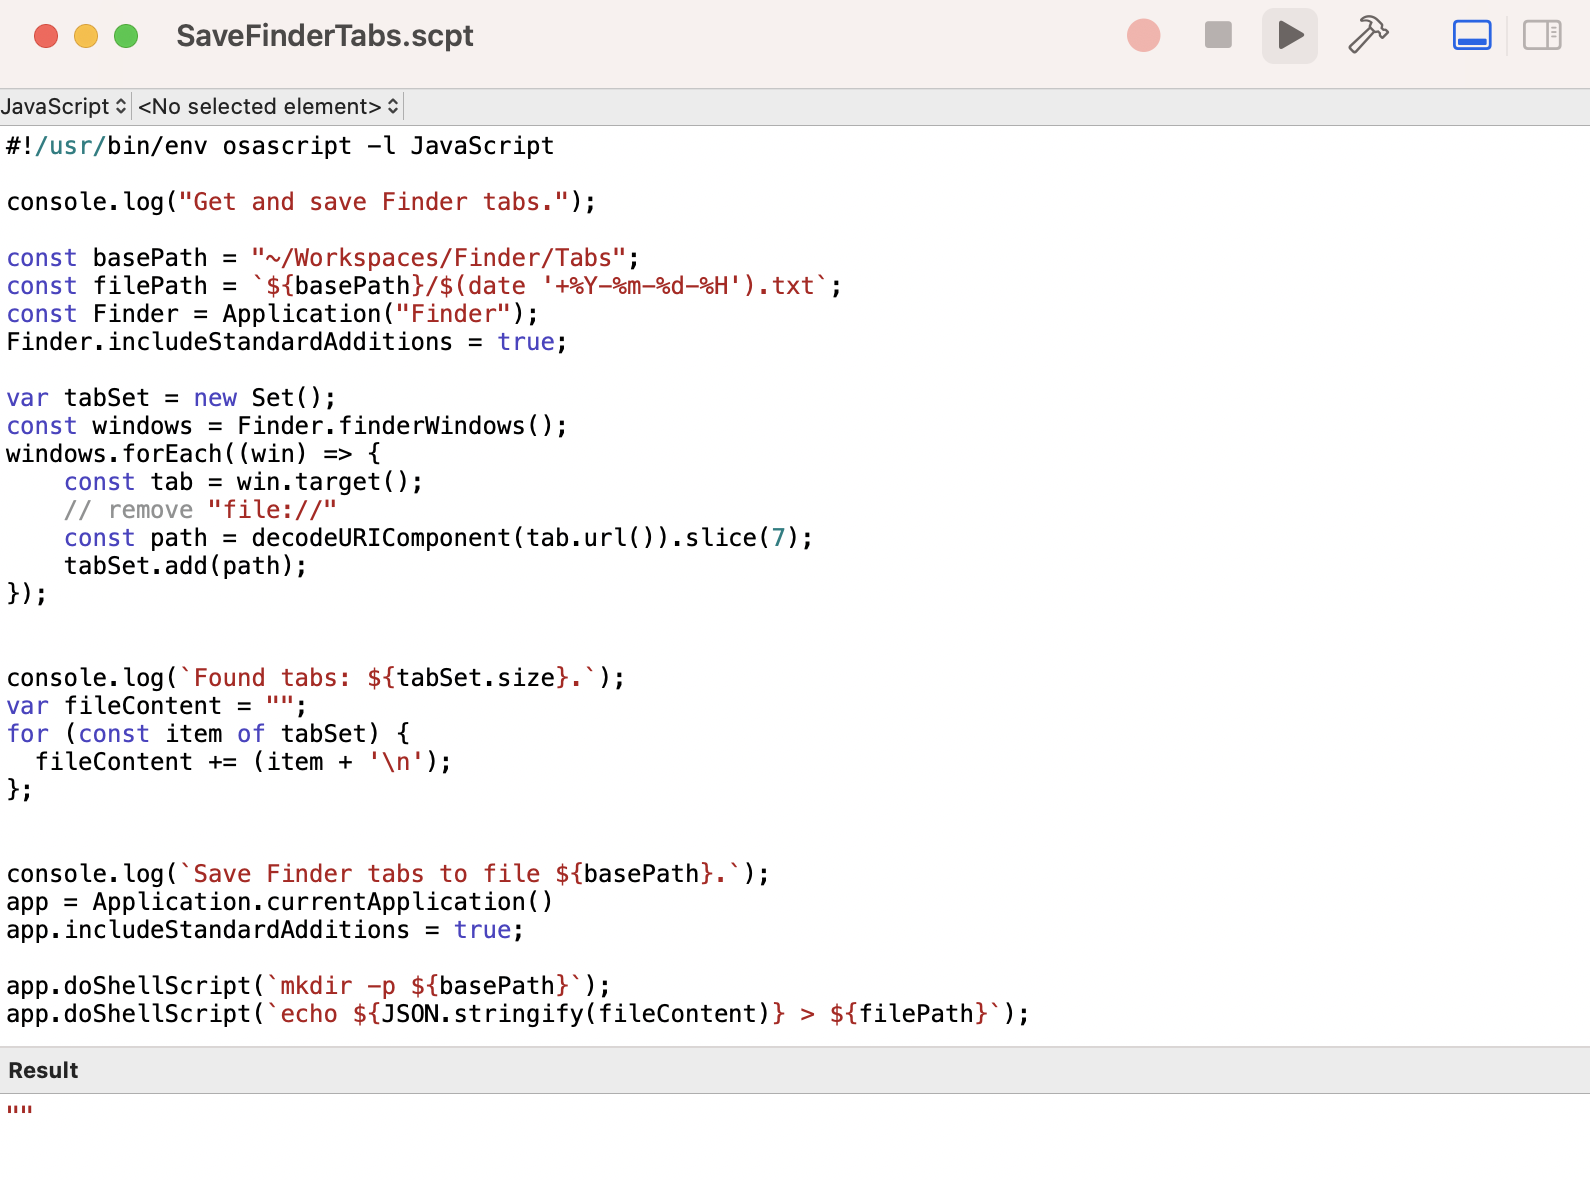 SaveFinderTabs.scpt
JavaScript <No selected element>
#!/usr/bin/env osascript -l JavaScript
console.log("Get and save Finder tabs.");
const basePath = "~/Workspaces/Finder/Tabs";
const filePath = `${basePath}/$(date '+%Y-%m-%d-%H').txt`;
const Finder = Application("Finder");
Finder.includeStandardAdditions = true;
var tabSet = new Set();
const windows = Finder.finderWindows();
windows.forEach((win) => {
    const tab = win.target();
    // remove "file://"
    const path = decodeURIComponent(tab.url()).slice(7);
    tabSet.add(path);
});
console.log(`Found tabs: ${tabSet.size}.`);
var fileContent = "";
for (const item of tabSet) {
  fileContent += (item + '\n');
};
console.log(`Save Finder tabs to file ${basePath}.`);
app = Application.currentApplication()
app.includeStandardAdditions = true;
app.doShellScript(`mkdir -p ${basePath}`);
app.doShellScript(`echo ${JSON.stringify(fileContent)} > ${filePath}`);
Result
""